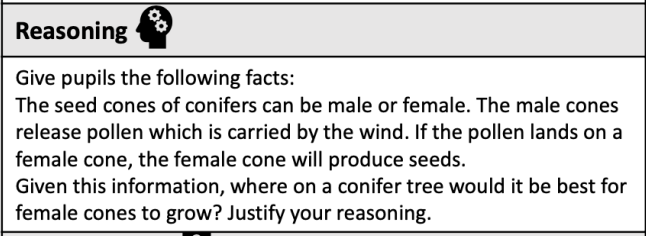 Reasoning
Give pupils the following facts:
The seed cones of conifers can be male or female. The male cones
release pollen which is carried by the wind. If the pollen lands on a
female cone, the female cone will produce seeds.
Given this information, where on a conifer tree would it be best for
female cones to grow? Justify your reasoning.